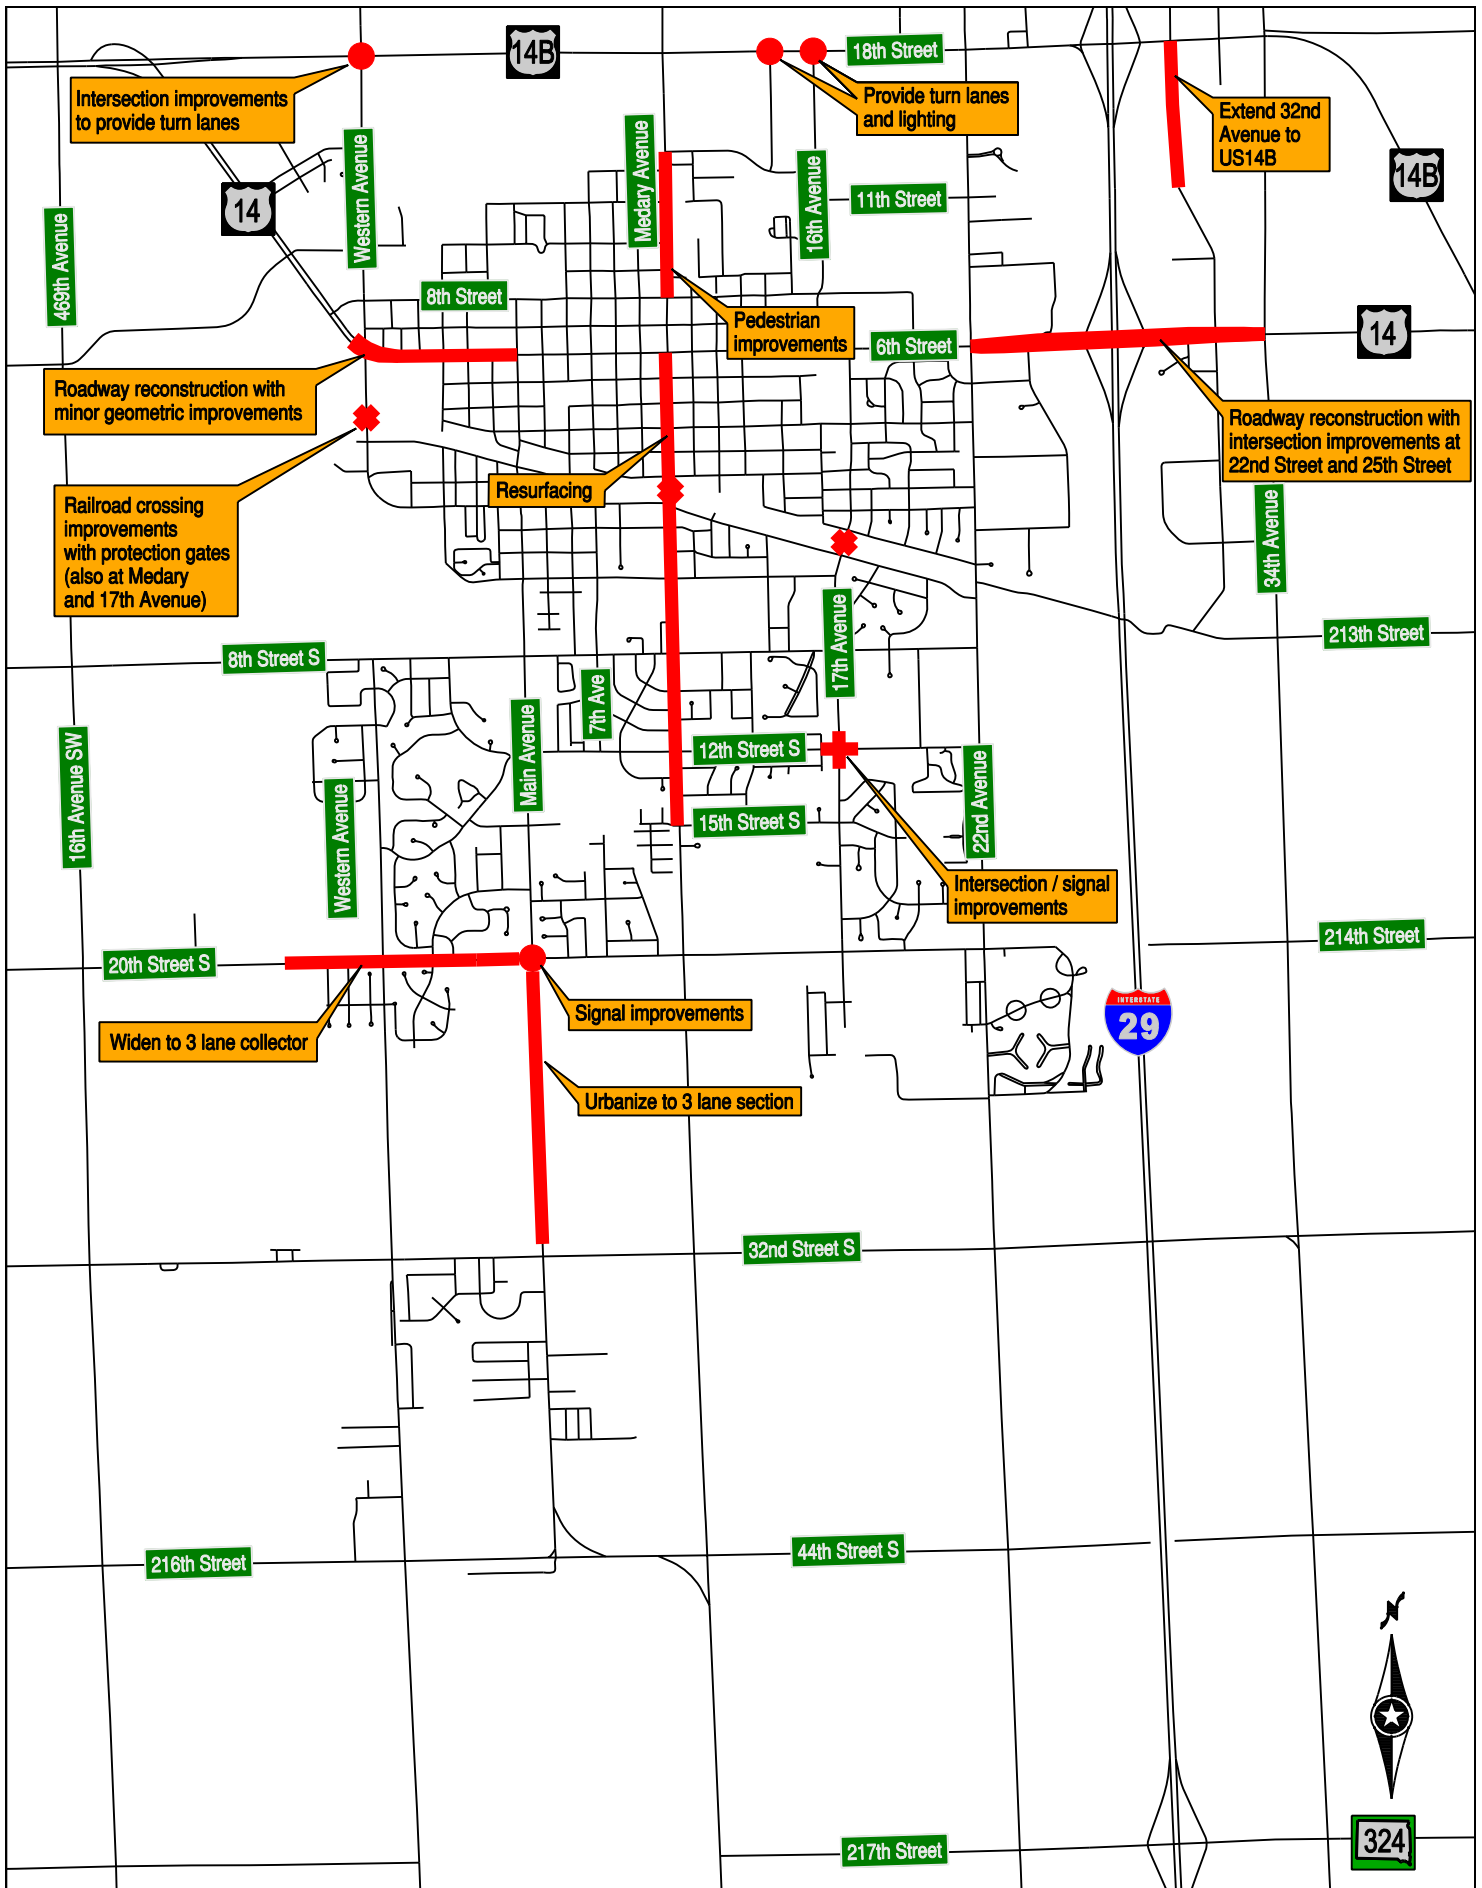 14B
18th Street
Intersection improvements
to provide turn lanes
Provide turn lanes
and lighting
Extend 32nd
Avenue to
US14B
14B
14
469th Avenue
Western Avenue
Medary Avenue
16th Avenue
11th Street
8th Street
Pedestrian
improvements
6th Street
14
Roadway reconstruction with
minor geometric improvements
Roadway reconstruction with
intersection improvements at
22nd Street and 25th Street
Resurfacing
Railroad crossing
improvements
with protection gates
(also at Medary
and 17th Avenue)
34th Avenue
17th Avenue
213th Street
8th Street S
7th Ave
Main Avenue
16th Avenue SW
12th Street S
22nd Avenue
Western Avenue
15th Street S
Intersection / signal
improvements
214th Street
20th Street S
Signal improvements
INTERSTATE
29
Widen to 3 lane collector
Urbanize to 3 lane section
32nd Street S
44th Street S
216th Street
N
217th Street
324